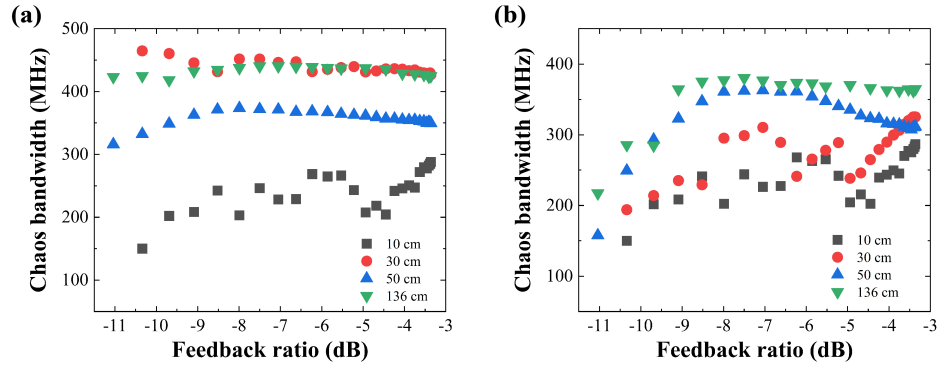 (a)
500
400
300
200
100
Chaos bandwidth (MHz)
10 cm
30 cm
50 cm
136 cm
-11 -10 -9 -8 -7 -6 -5 -4 -3
Feedback ratio (dB)
(b)
400
300
200
100
Chaos bandwidth (MHz)
10 cm
30 cm
50 cm
136 cm
-11 -10 -9 -8 -7 -6 -5 -4 -3
Feedback ratio (dB)